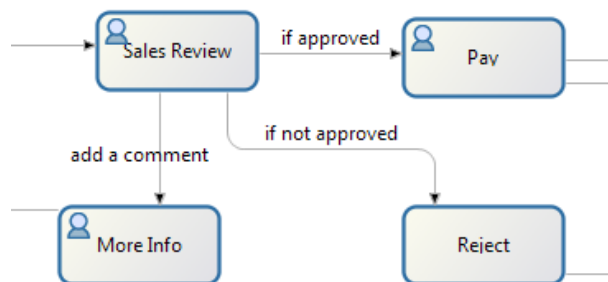 Sales Review
if approved
Pay
add a comment
if not approved
More Info
Reject